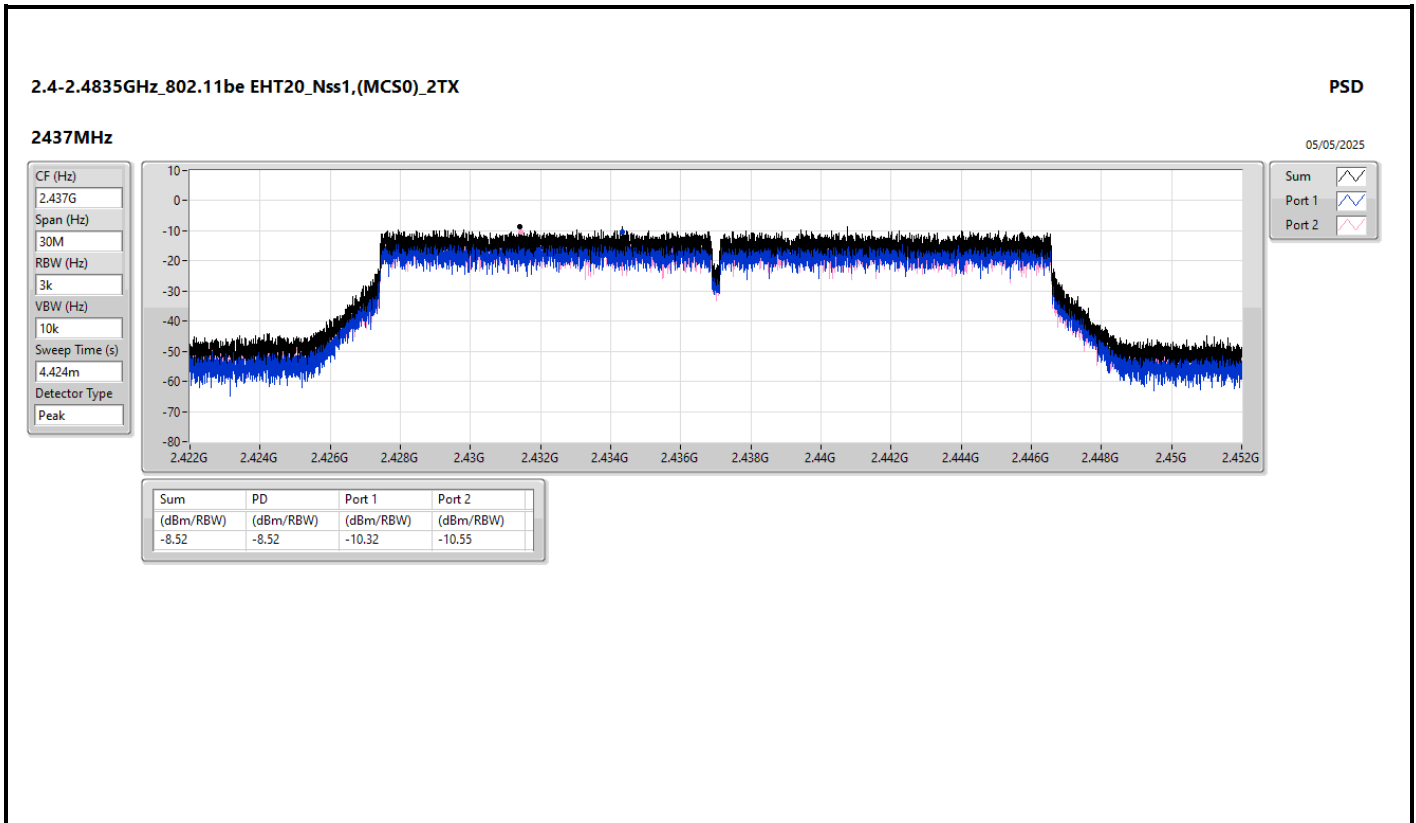 2.4-2.4835GHz_802.11be EHT20_Nss1,(MCS0)_2TX
PSD
2437MHz
05/05/2025
CF (Hz)
2.437G
Span (Hz)
30M
RBW (Hz)
3k
VBW (Hz)
10k
Sweep Time (s)
4.424m
Detector Type
Peak
10
0
-10
-20
-30
-40
-50
-60
-70
-80
2.422G 2.424G 2.426G 2.428G 2.43G 2.432G 2.434G 2.436G 2.438G 2.44G 2.442G 2.444G 2.446G 2.448G 2.45G 2.452G
Sum
Port 1
Port 2
Sum PD Port 1 Port 2
(dBm/RBW) (dBm/RBW) (dBm/RBW) (dBm/RBW)
-8.52 -8.52 -10.32 -10.55